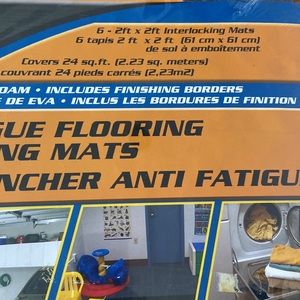 6 - 2ft x 2ft Interlocking Mats
6 tapis 2 ft x 2 ft (61 cm x 61 cm)
de sol à emboîtement
Covers 24 sq.ft. (2.23 sq. meters)
couvrant 24 pieds carrés (2,23m2)
OAM • INCLUDES FINISHING BORDERS
E DE EVA • INCLUS LES BORDURES DE FINITION
GUE FLOORING
NG MATS
NCHER ANTI FATIGU